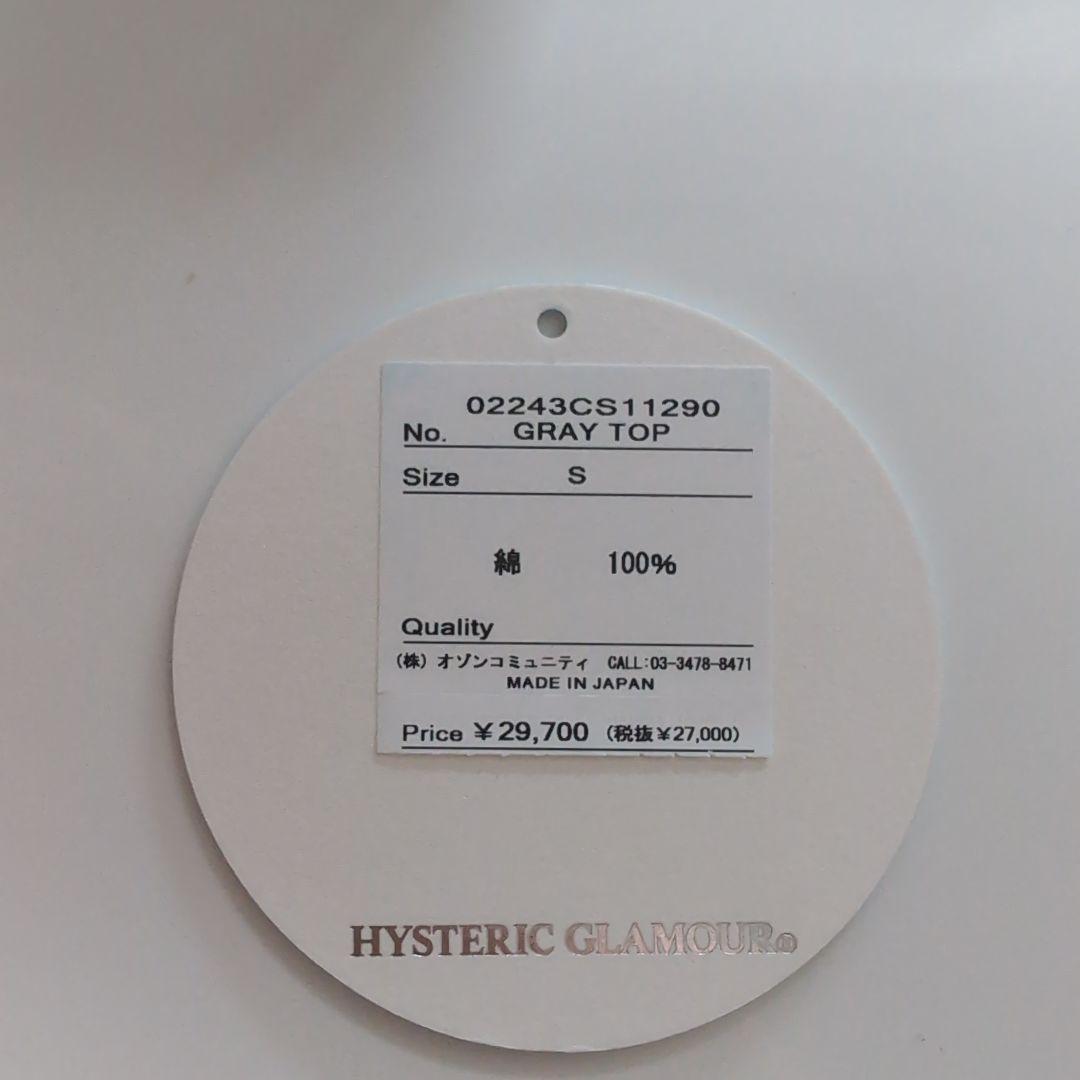 02243CS11290
No. GRAY TOP
Size S
綿 100%
Quality
(株) オゾンコミュニティ CALL:03-3478-8471
MADE IN JAPAN
Price ¥29,700 (税抜¥27,000)
HYSTERIC GLAMOUR®